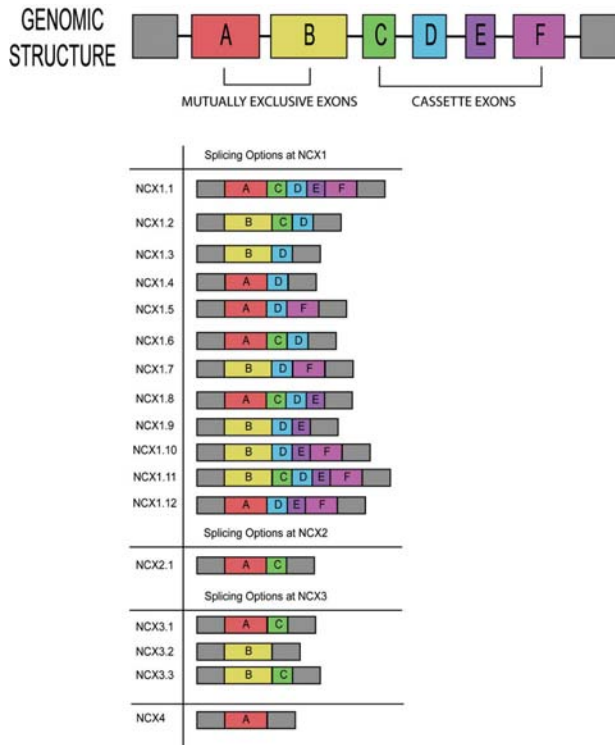 GENOMIC STRUCTURE
A B C D E F
MUTUALLY EXCLUSIVE EXONS CASSETTE EXONS
Splicing Options at NCX1
NCX1.1 A C D E F
NCX1.2 B C D
NCX1.3 B D
NCX1.4 A D
NCX1.5 A D F
NCX1.6 A C D
NCX1.7 B D F
NCX1.8 A C D E
NCX1.9 B D E
NCX1.10 B D E F
NCX1.11 B C D E F
NCX1.12 A D E F
Splicing Options at NCX2
NCX2.1 A C
Splicing Options at NCX3
NCX3.1 A C
NCX3.2 B
NCX3.3 B C
NCX4 A